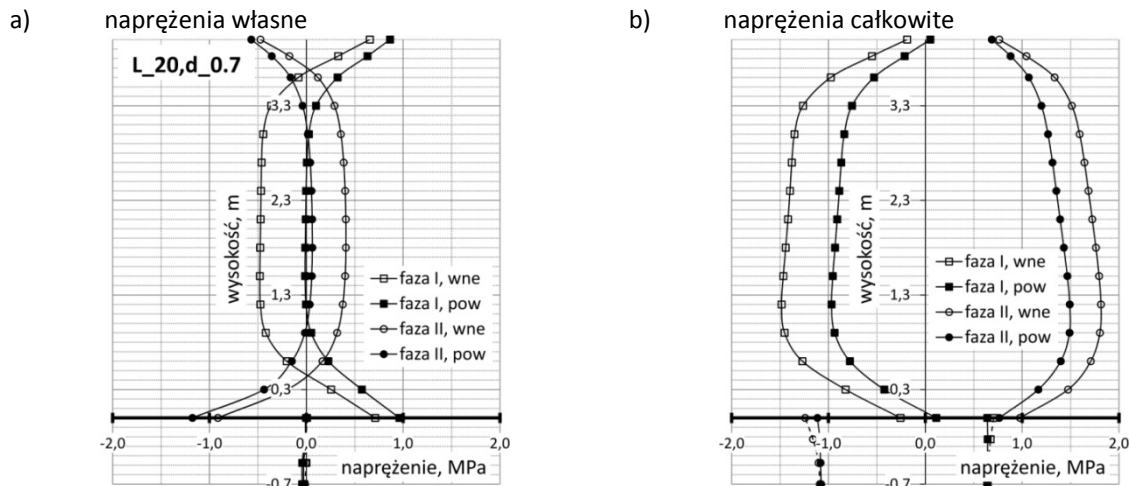 a) naprężenia własne
L_20,d_0.7
3,3
2,3
1,3
0,3
-0.7
wysokość, m
faza I, wne
faza I, pow
faza II, wne
faza II, pow
-2,0 -1,0 0,0 1,0 2,0
naprężenie, MPa
b) naprężenia całkowite
3,3
2,3
1,3
0,3
-0.7
wysokość, m
faza I, wne
faza I, pow
faza II, wne
faza II, pow
-2,0 -1,0 0,0 1,0 2,0
naprężenie, MPa